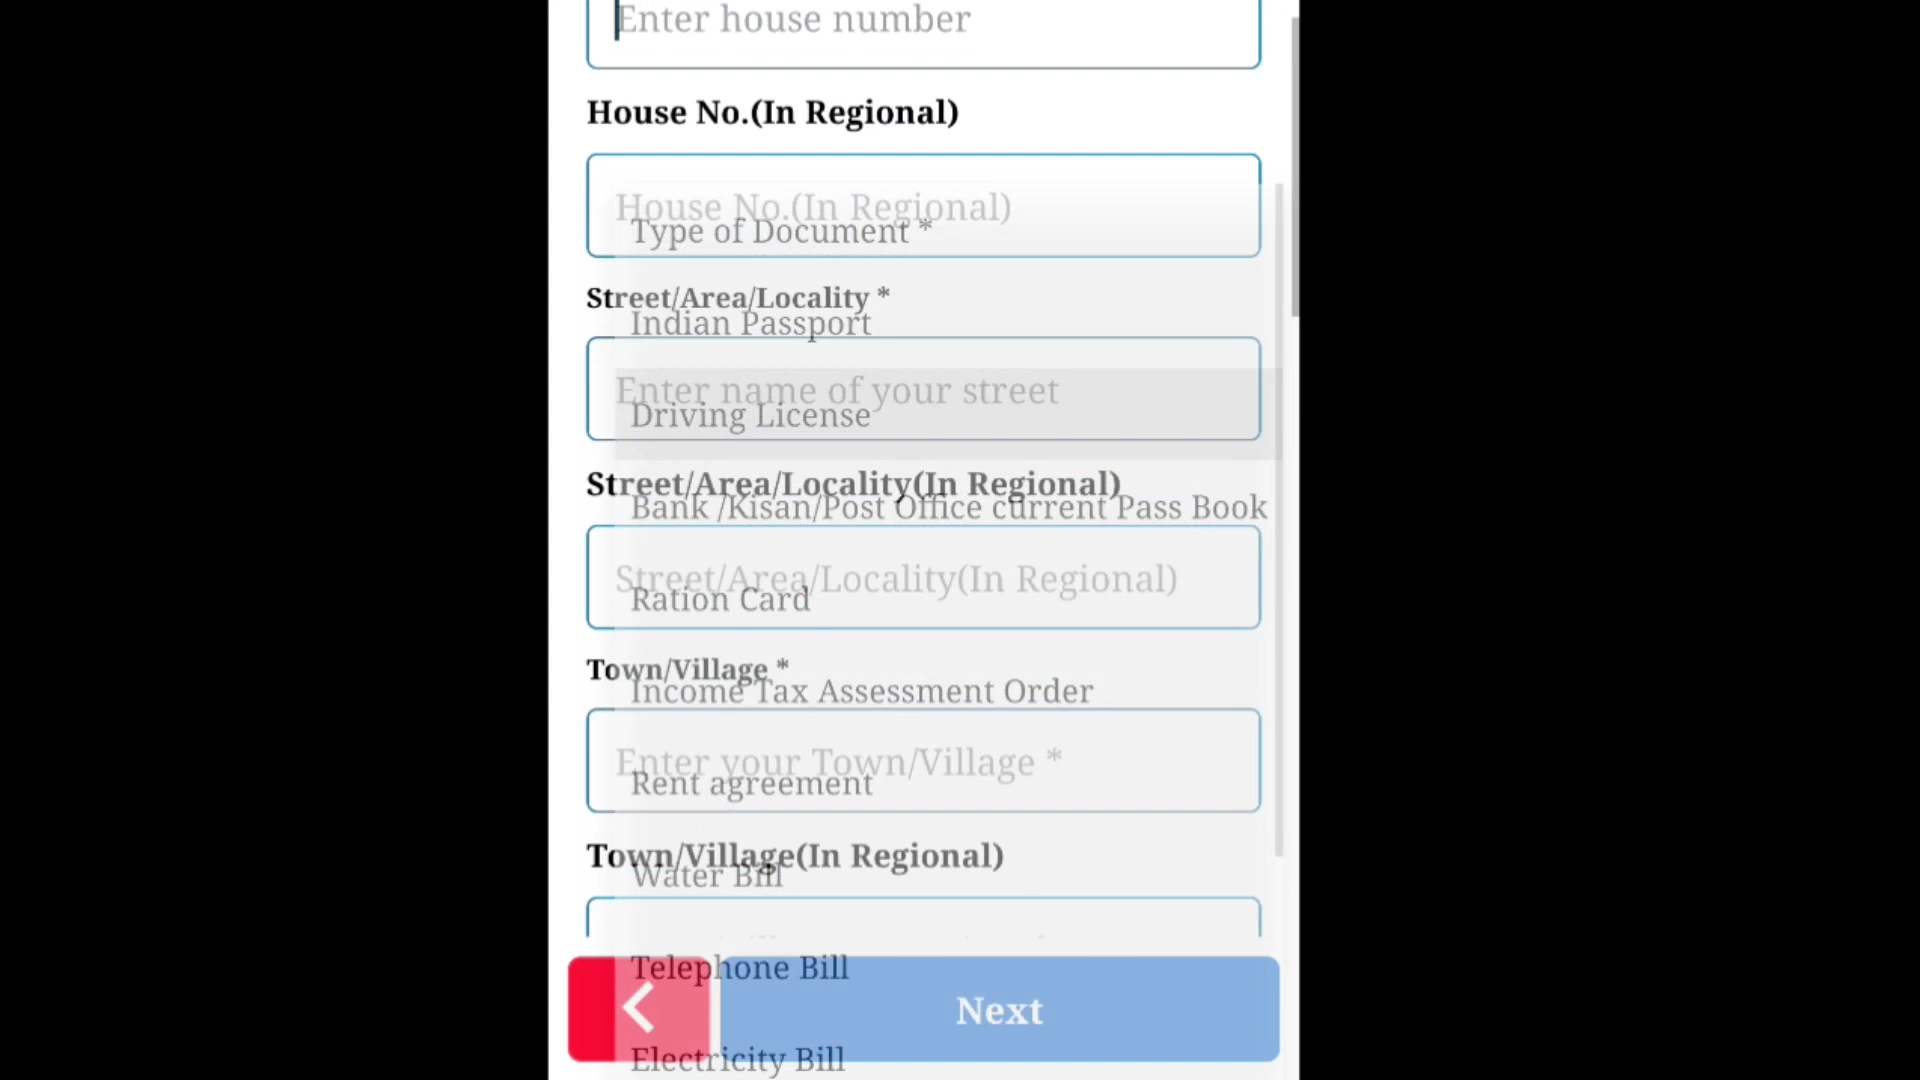 Enter house number
House No.(In Regional)
House No.(In Regional)
Type of Document *
Street/Area/Locality *
Indian Passport
Enter name of your street
Driving License
Street/Area/Locality(In Regional)
Bank /Kisan/Post Office current Pass Book
Street/Area/Locality(In Regional)
Ration Card
Town/Village *
Income Tax Assessment Order
Enter your Town/Village *
Rent agreement
Town/Village(In Regional)
Water Bill
Telephone Bill
Next
Electricity Bill